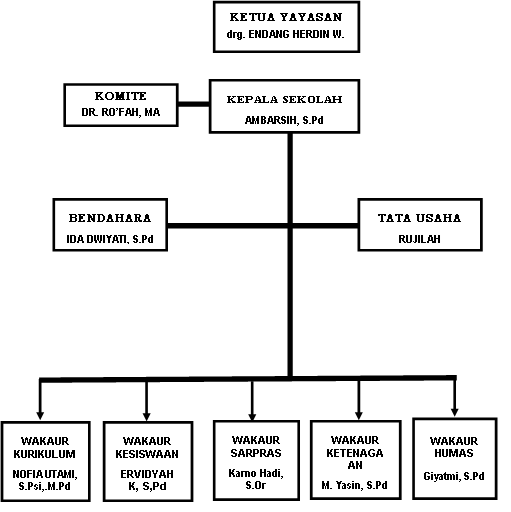 KETUA YAYASAN
drg. ENDANG HERDIN W.
KOMITE
DR. RO'FAH, MA
KEPALA SEKOLAH
AMBARSIH, S.Pd
BENDAHARA
IDA DWIYATI, S.Pd
TATA USAHA
RUJILAH
WAKAUR
KURIKULUM
NOFIAUTAMI,
S.Psi,.M.Pd
WAKAUR
KESISWAAN
ERVIDYAH
K, S,Pd
WAKAUR
SARPRAS
Karno Hadi,
S.Or
WAKAUR
KETENAGA
AN
M. Yasin, S.Pd
WAKAUR
HUMAS
Giyatmi, S.Pd